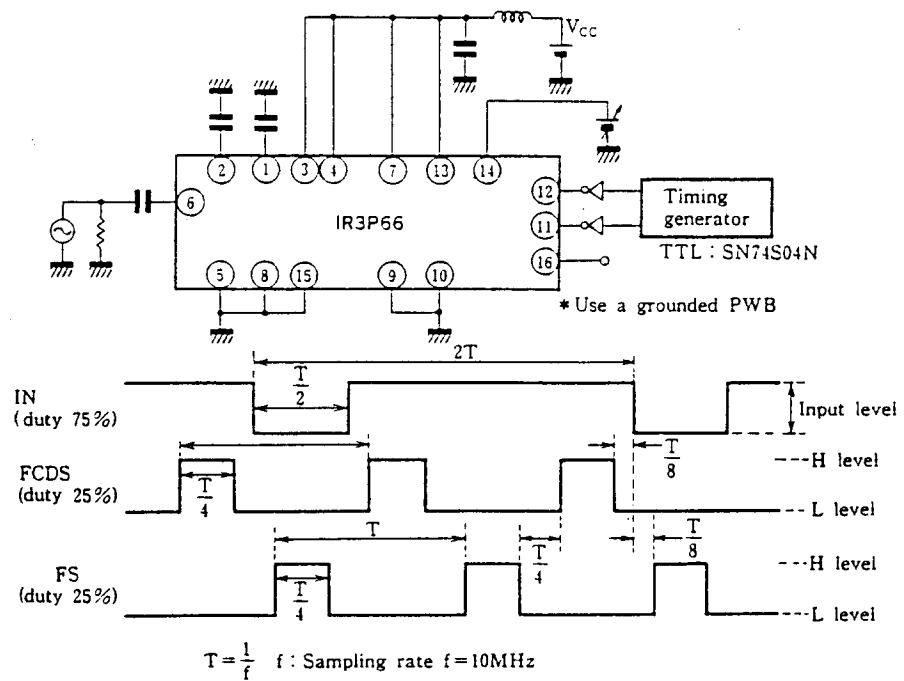 VCC
2 1 3 4 7 13 14
6
IR3P66
12
11
16
Timing
generator
TTL : SN74S04N
5 8 15 9 10
* Use a grounded PWB
2T
IN
(duty 75%)
T/2
Input level
T/8
FCDS
(duty 25%)
T/4
H level
L level
T
T/4
T/8
FS
(duty 25%)
T/4
H level
L level
T=1/f f : Sampling rate f=10MHz